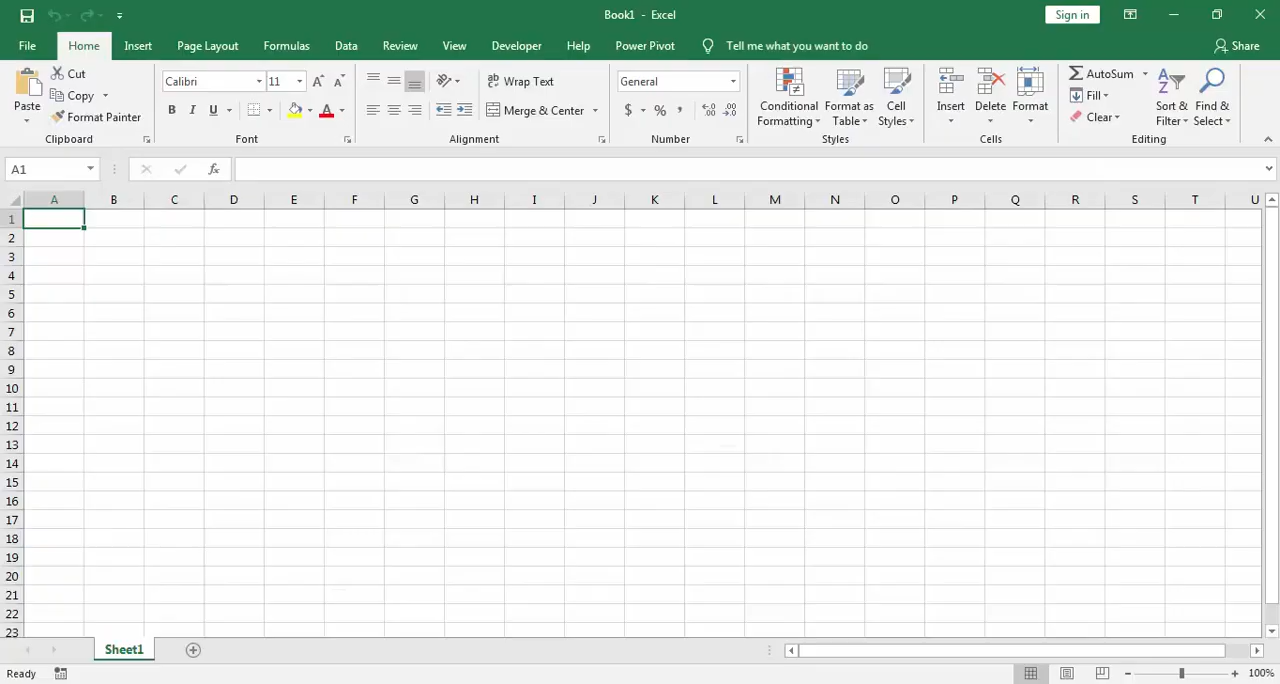 Book1 - Excel
Sign in
File Home Insert Page Layout Formulas Data Review View Developer Help Power Pivot Tell me what you want to do Share
Paste
Cut
Copy
Format Painter
Clipboard
Calibri 11
B I U A
Font
Wrap Text
Merge & Center
Alignment
General
$ % ,
Number
Conditional Formatting
Format as Table
Cell Styles
Styles
Insert Delete Format
Cells
AutoSum
Fill
Clear
Sort & Filter
Find & Select
Editing
A1 fx
A B C D E F G H I J K L M N O P Q R S T U
1
2
3
4
5
6
7
8
9
10
11
12
13
14
15
16
17
18
19
20
21
22
23
Sheet1
Ready 100%